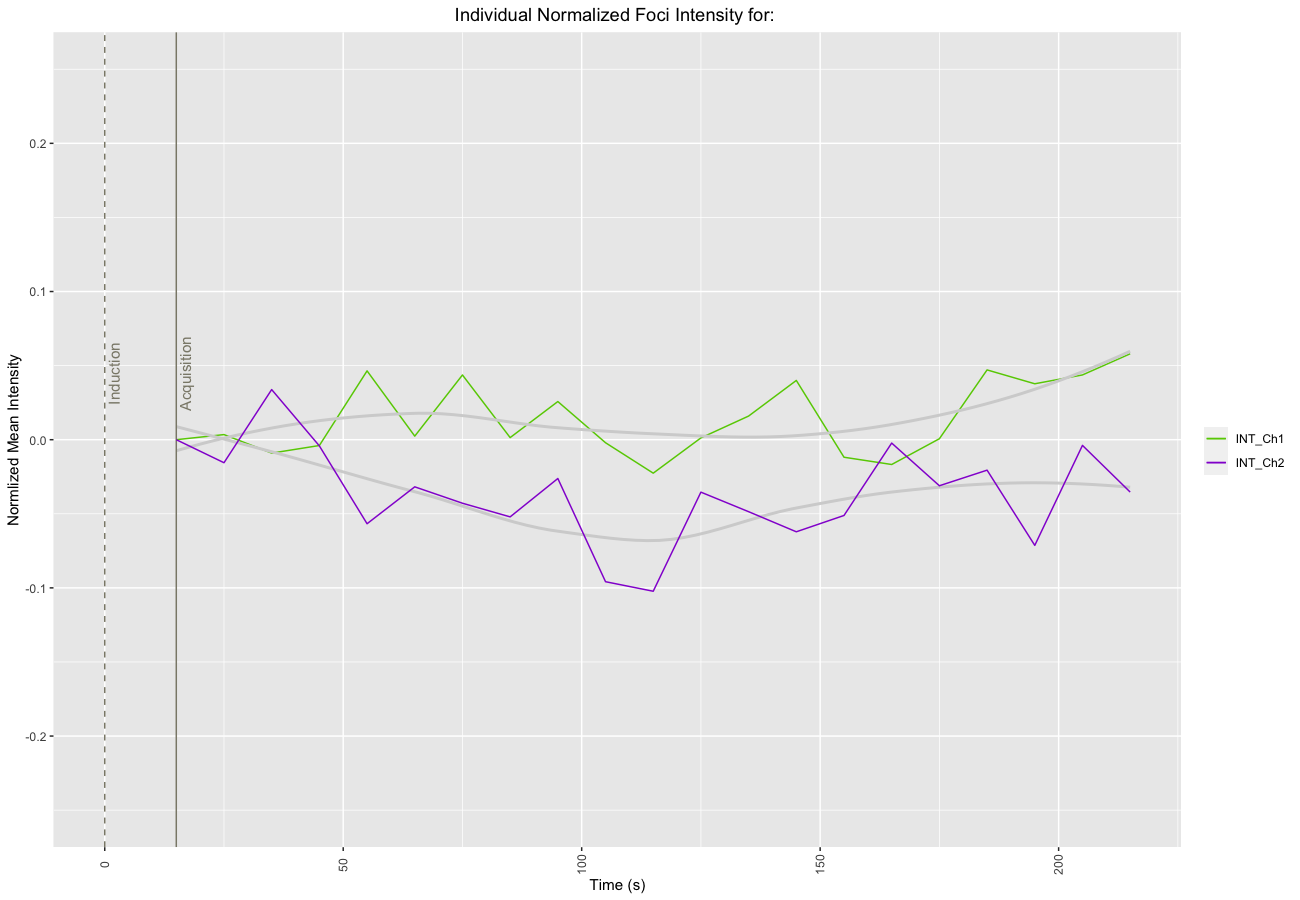 Individual Normalized Foci Intensity for:
Normlized Mean Intensity
0.2
0.1
0.0
-0.1
-0.2
Induction
Acquisition
0
50
100
150
200
Time (s)
INT_Ch1
INT_Ch2